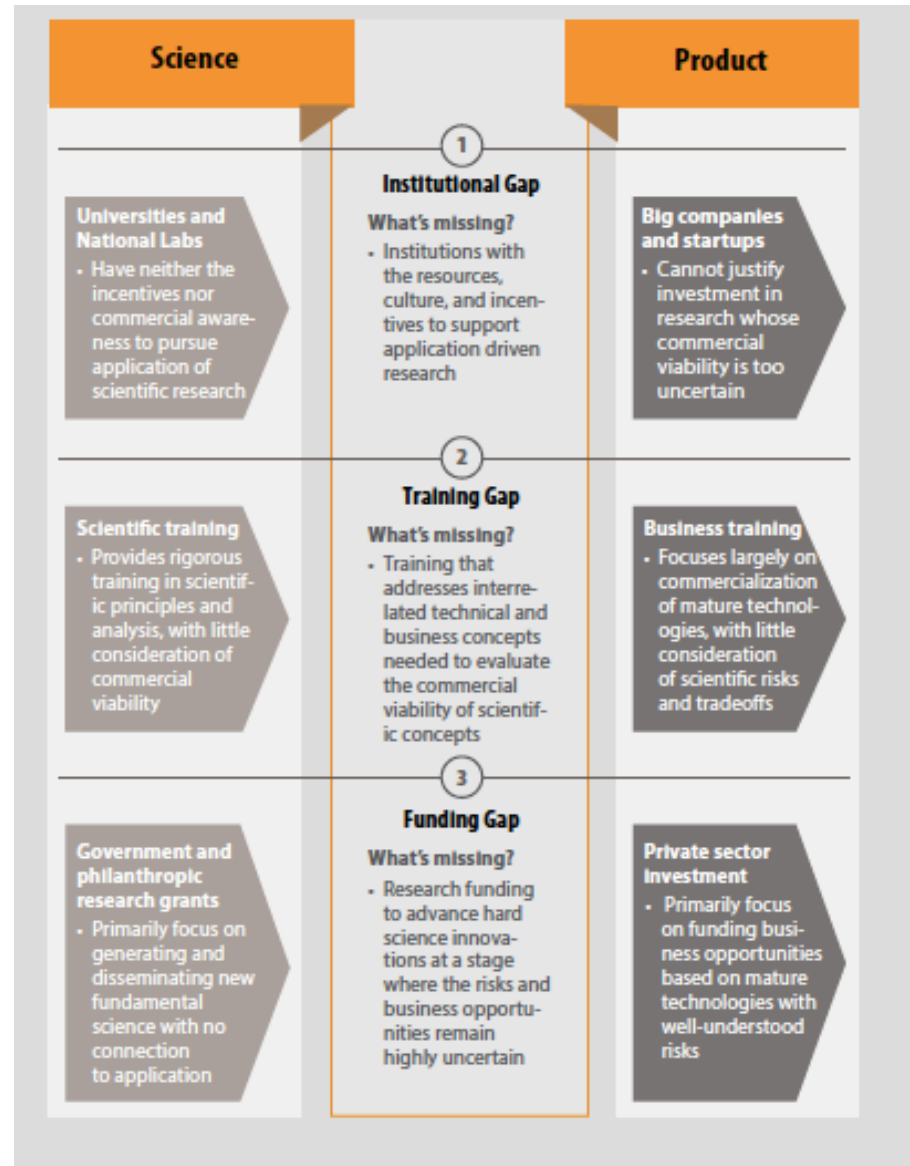 Science
Product
1
Institutional Gap
Universities and
National Labs
• Have neither the
incentives nor
commercial aware-
ness to pursue
application of
scientific research
What's missing?
• Institutions with
the resources,
culture, and incen-
tives to support
application driven
research
Big companies
and startups
• Cannot justify
investment in
research whose
commercial
viability is too
uncertain
2
Training Gap
Scientific training
• Provides rigorous
training in scientif-
ic principles and
analysis, with little
consideration of
commercial
viability
What's missing?
• Training that
addresses interre-
lated technical and
business concepts
needed to evaluate
the commercial
viability of scientif-
ic concepts
Business training
• Focuses largely on
commercialization
of mature technol-
ogies, with little
consideration
of scientific risks
and tradeoffs
3
Funding Gap
Government and
philanthropic
research grants
• Primarily focus on
generating and
disseminating new
fundamental
science with no
connection
to application
What's missing?
• Research funding
to advance hard
science innova-
tions at a stage
where the risks and
business opportu-
nities remain
highly uncertain
Private sector
investment
• Primarily focus
on funding busi-
ness opportunities
based on mature
technologies with
well-understood
risks